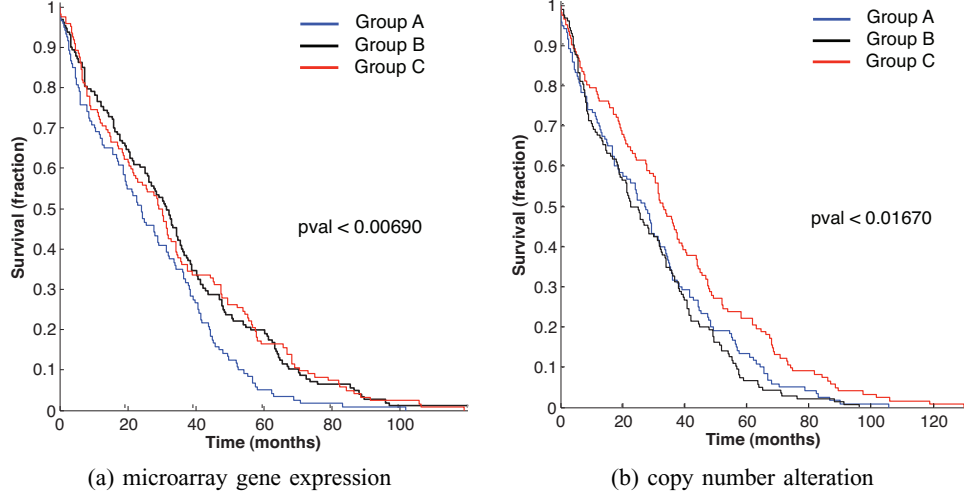 1
0.9
0.8
0.7
0.6
0.5
0.4
0.3
0.2
0.1
0
Survival (fraction)
Group A
Group B
Group C
pval < 0.00690
0 20 40 60 80 100
Time (months)
(a) microarray gene expression
1
0.9
0.8
0.7
0.6
0.5
0.4
0.3
0.2
0.1
0
Survival (fraction)
Group A
Group B
Group C
pval < 0.01670
0 20 40 60 80 100 120
Time (months)
(b) copy number alteration